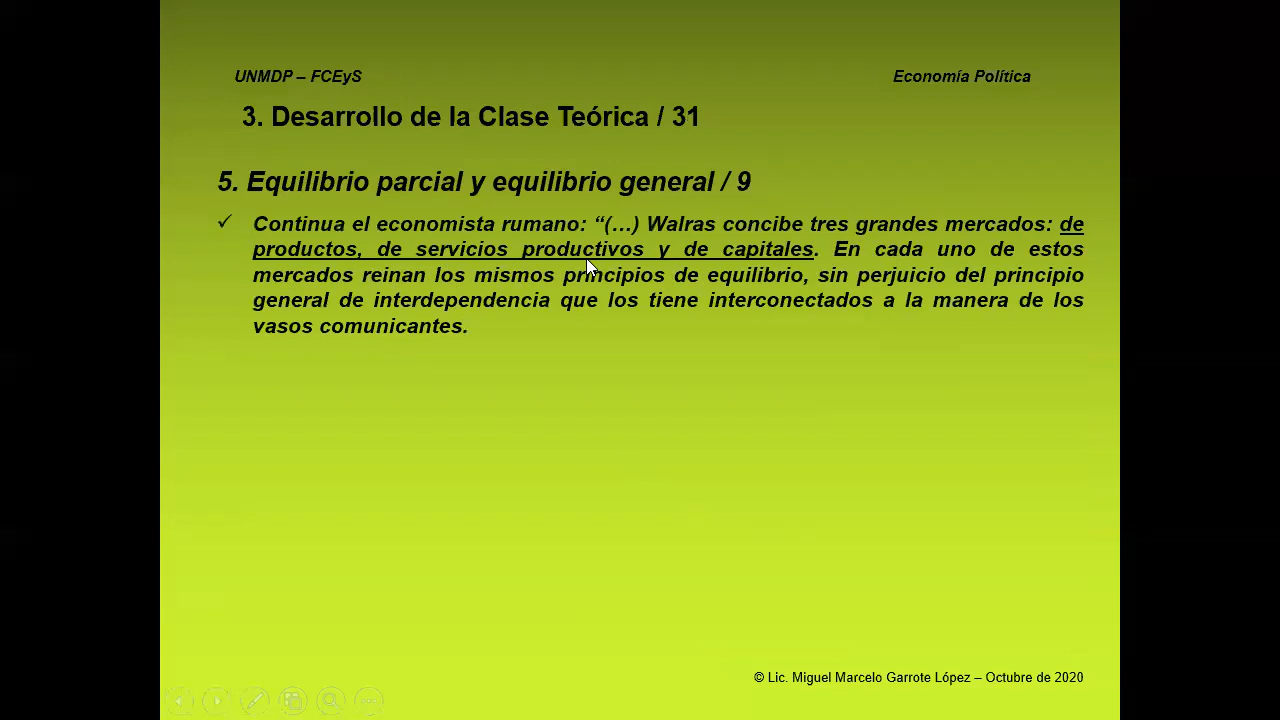 UNMDP – FCEyS
Economía Política
3. Desarrollo de la Clase Teórica / 31
5. Equilibrio parcial y equilibrio general / 9
✓ Continua el economista rumano: “(…) Walras concibe tres grandes mercados: de
productos, de servicios productivos y de capitales. En cada uno de estos
mercados reinan los mismos principios de equilibrio, sin perjuicio del principio
general de interdependencia que los tiene interconectados a la manera de los
vasos comunicantes.
© Lic. Miguel Marcelo Garrote López – Octubre de 2020